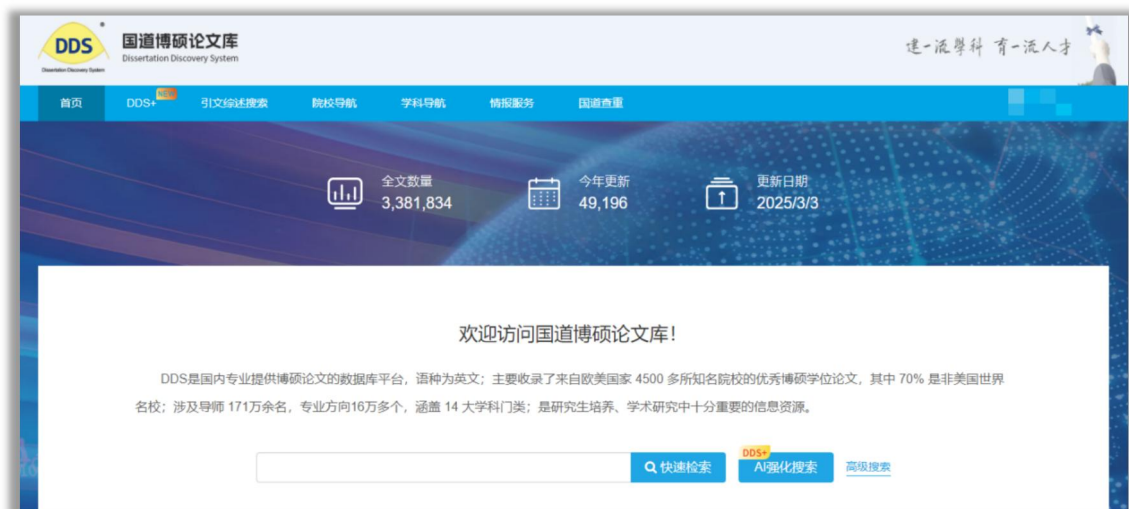 DDS
Dissertation Discovery System
国道博硕论文库
Dissertation Discovery System
建一流學科 育一流人才
首页 DDS+ NEW 引文综述搜索 院校导航 学科导航 情报服务 国道查重
全文数量
3,381,834
今年更新
49,196
更新日期
2025/3/3
欢迎访问国道博硕论文库！
DDS是国内专业提供博硕论文的数据库平台，语种为英文；主要收录了来自欧美国家 4500 多所知名院校的优秀博硕学位论文，其中 70% 是非美国世界
名校；涉及导师 171万余名，专业方向16万多个，涵盖 14 大学科门类；是研究生培养、学术研究中十分重要的信息资源。
快速检索
DDS+
AI强化搜索
高级搜索